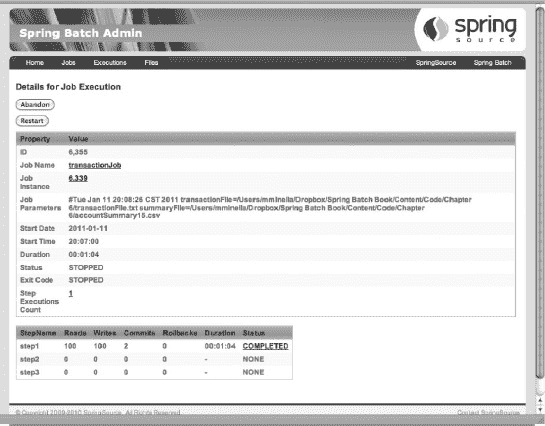 Spring Batch Admin
spring
source
Home Jobs Executions Files SpringSource Spring Batch
Details for Job Execution
Abandon
Restart
Property Value
ID 6,355
Job Name transactionJob
Job Instance 6,339
Job Parameters #Tue Jan 11 20:08:26 CST 2011 transactionFile=/Users/mminella/Dropbox/Spring Batch Book/Content/Code/Chapter
6/transactionFile.txt summaryFile=/Users/mminella/Dropbox/Spring Batch Book/Content/Code/Chapter
6/accountSummary15.csv
Start Date 2011-01-11
Start Time 20:07:00
Duration 00:01:04
Status STOPPED
Exit Code STOPPED
Step Executions Count 1
StepName Reads Writes Commits Rollbacks Duration Status
step1 100 100 2 0 00:01:04 COMPLETED
step2 0 0 0 0 - NONE
step3 0 0 0 0 - NONE
© Copyright 2009-2010 SpringSource. All Rights Reserved. Contact SpringSource